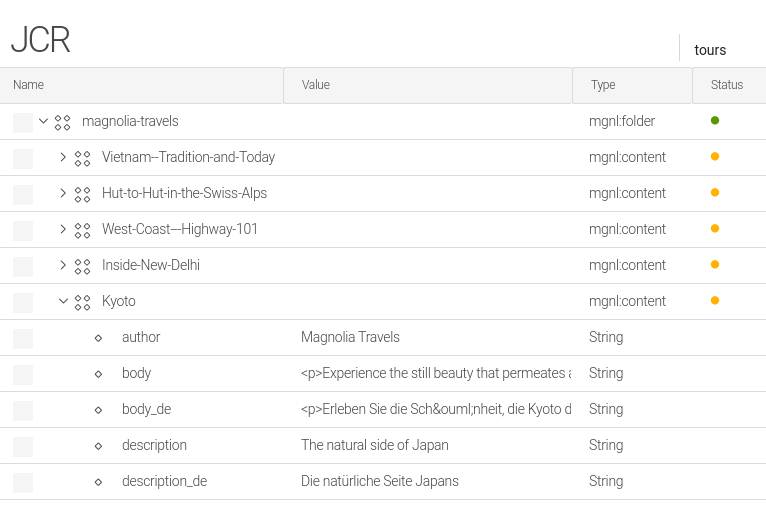 JCR
tours
Name Value Type Status
magnolia-travels mgnl:folder
Vietnam--Tradition-and-Today mgnl:content
Hut-to-Hut-in-the-Swiss-Alps mgnl:content
West-Coast---Highway-101 mgnl:content
Inside-New-Delhi mgnl:content
Kyoto mgnl:content
author Magnolia Travels String
body <p>Experience the still beauty that permeates String
body_de <p>Erleben Sie die Sch&ouml;nheit, die Kyoto d String
description The natural side of Japan String
description_de Die natürliche Seite Japans String